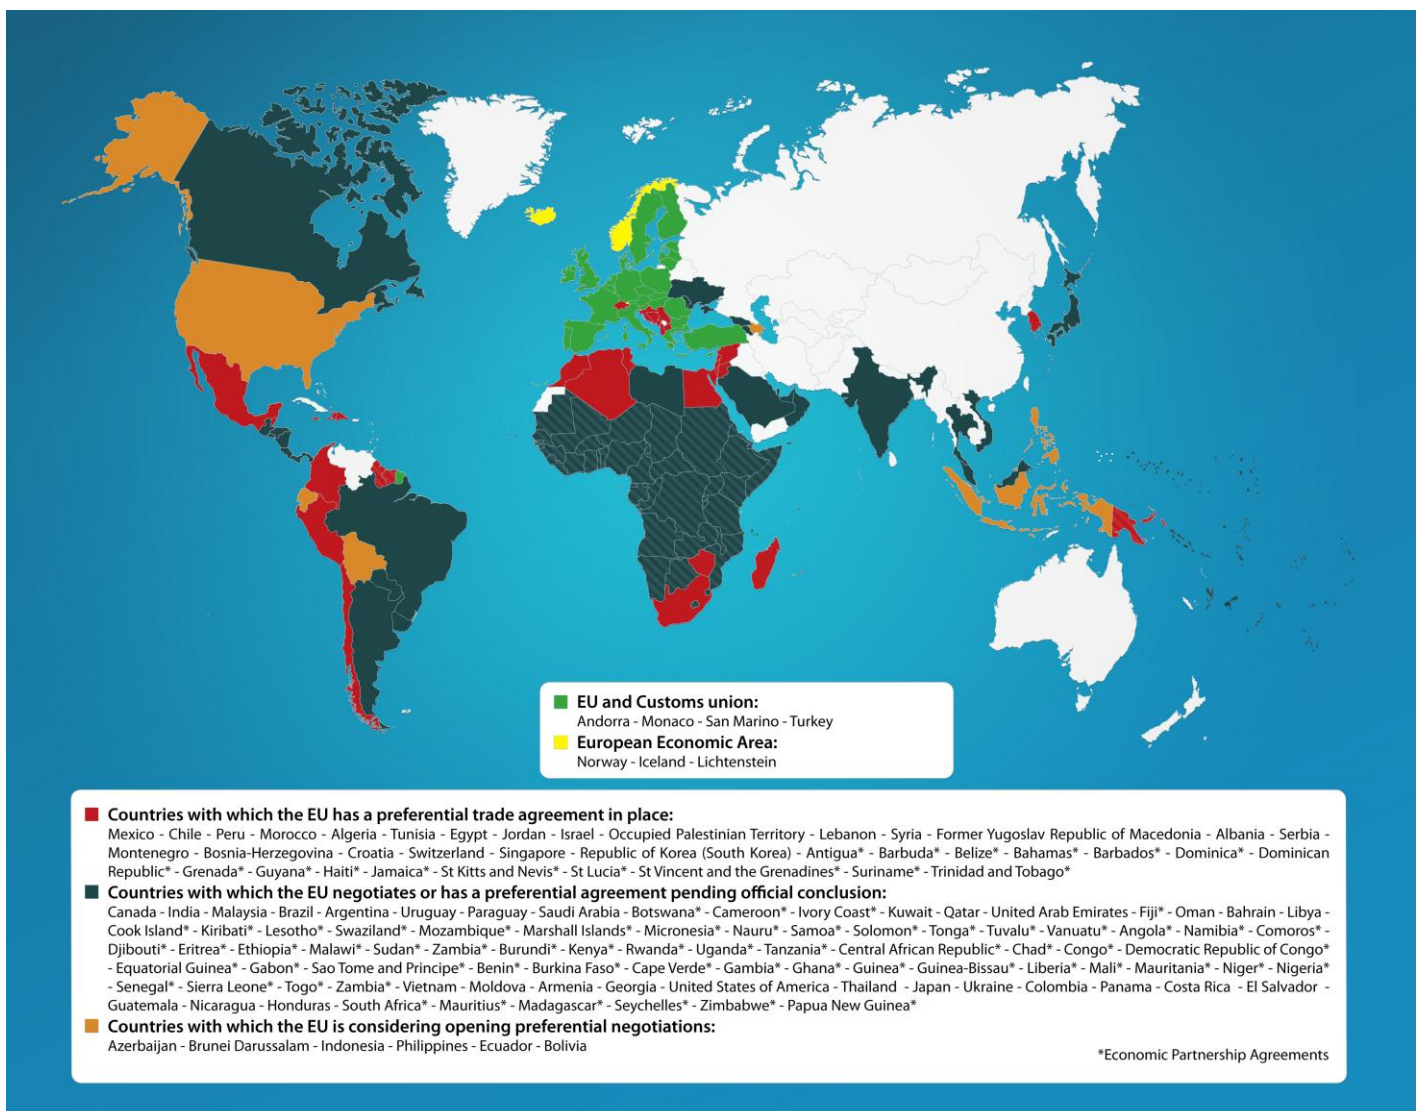 EU and Customs union:
Andorra - Monaco - San Marino - Turkey
European Economic Area:
Norway - Iceland - Lichtenstein
Countries with which the EU has a preferential trade agreement in place:
Mexico - Chile - Peru - Morocco - Algeria - Tunisia - Egypt - Jordan - Israel - Occupied Palestinian Territory - Lebanon - Syria - Former Yugoslav Republic of Macedonia - Albania - Serbia -
Montenegro - Bosnia-Herzegovina - Croatia - Switzerland - Singapore - Republic of Korea (South Korea) - Antigua* - Barbuda* - Belize* - Bahamas* - Barbados* - Dominica* - Dominican
Republic* - Grenada* - Guyana* - Haiti* - Jamaica* - St Kitts and Nevis* - St Lucia* - St Vincent and the Grenadines* - Suriname* - Trinidad and Tobago*
Countries with which the EU negotiates or has a preferential agreement pending official conclusion:
Canada - India - Malaysia - Brazil - Argentina - Uruguay - Paraguay - Saudi Arabia - Botswana* - Cameroon* - Ivory Coast* - Kuwait - Qatar - United Arab Emirates - Fiji* - Oman - Bahrain - Libya -
Cook Island* - Kiribati* - Lesotho* - Swaziland* - Mozambique* - Marshall Islands* - Micronesia* - Nauru* - Samoa* - Solomon* - Tonga* - Tuvalu* - Vanuatu* - Angola* - Namibia* - Comoros* -
Djibouti* - Eritrea* - Ethiopia* - Malawi* - Sudan* - Zambia* - Burundi* - Kenya* - Rwanda* - Uganda* - Tanzania* - Central African Republic* - Chad* - Congo* - Democratic Republic of Congo*
- Equatorial Guinea* - Gabon* - Sao Tome and Principe* - Benin* - Burkina Faso* - Cape Verde* - Gambia* - Ghana* - Guinea* - Guinea-Bissau* - Liberia* - Mali* - Mauritania* - Niger* - Nigeria*
- Senegal* - Sierra Leone* - Togo* - Zambia* - Vietnam - Moldova - Armenia - Georgia - United States of America - Thailand - Japan - Ukraine - Colombia - Panama - Costa Rica - El Salvador -
Guatemala - Nicaragua - Honduras - South Africa* - Mauritius* - Madagascar* - Seychelles* - Zimbabwe* - Papua New Guinea*
Countries with which the EU is considering opening preferential negotiations:
Azerbaijan - Brunei Darussalam - Indonesia - Philippines - Ecuador - Bolivia
*Economic Partnership Agreements